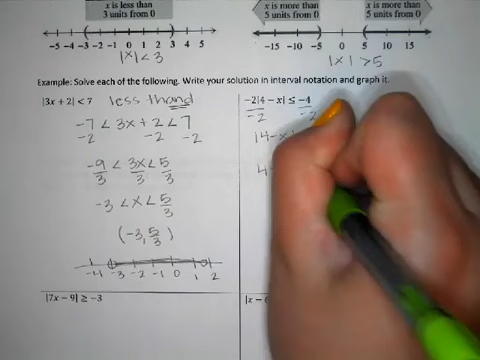 x is less than
3 units from 0
x is more than
5 units from 0
x is more than
5 units from 0
-5 -4 -3 -2 -1 0 1 2 3 4 5
-15 -10 -5 0 5 10 15
|x| < 3
|x| > 5
Example: Solve each of the following. Write your solution in interval notation and graph it.
|3x + 2| < 7 less thand
-7 < 3x + 2 < 7
-2 -2 -2
-9/3 < 3x/3 < 5/3
-3 < x < 5/3
(-3, 5/3)
-4 -3 -2 -1 0 1 2
-2|4 − x| ≤ -4
-2 -2
|4-x|
4
|7x − 9| ≥ −3
|x −